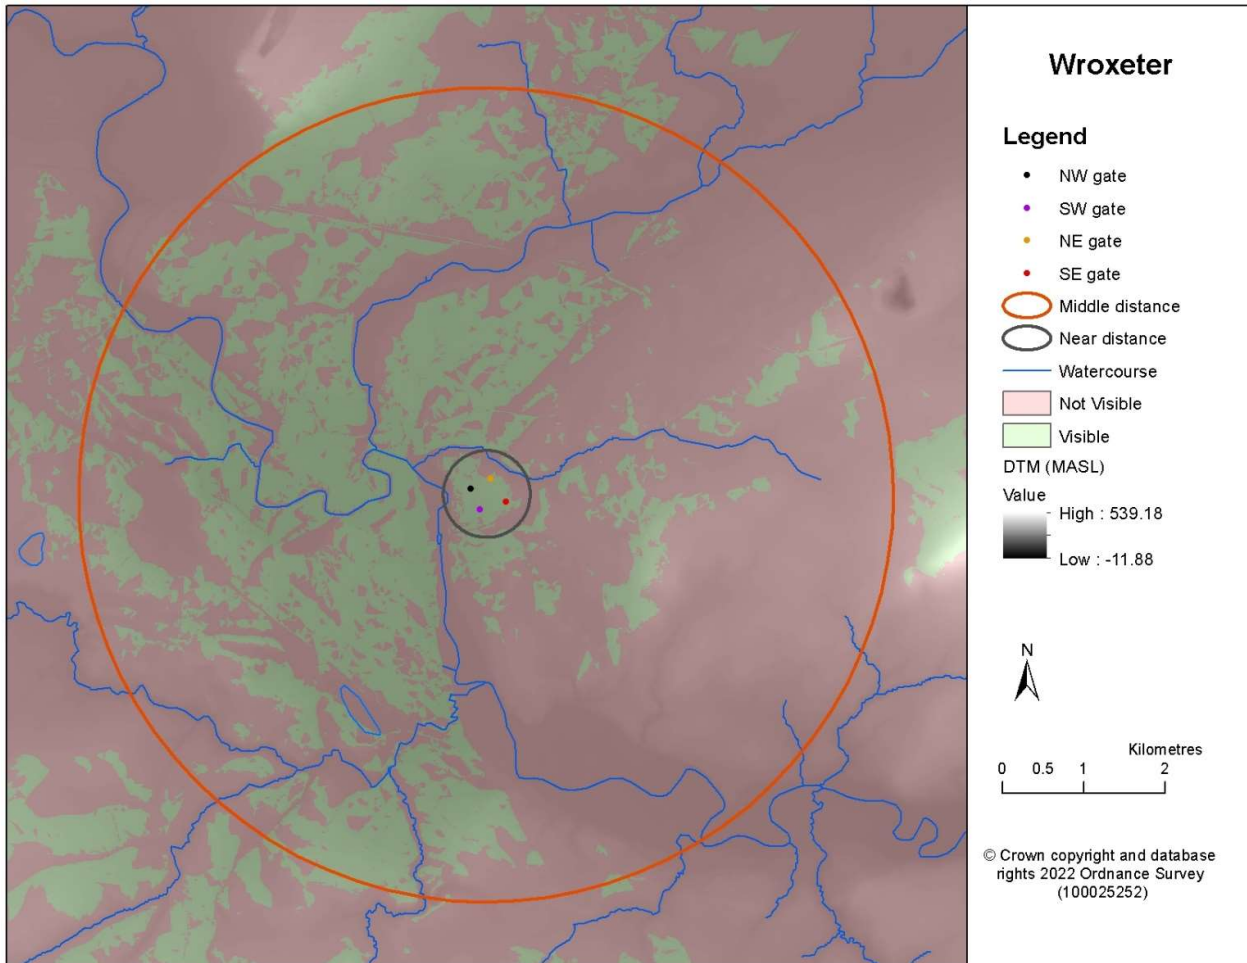 Wroxeter
Legend
NW gate
SW gate
NE gate
SE gate
Middle distance
Near distance
Watercourse
Not Visible
Visible
DTM (MASL)
Value
High : 539.18
Low : -11.88
N
Kilometres
0 0.5 1 2
© Crown copyright and database
rights 2022 Ordnance Survey
(100025252)